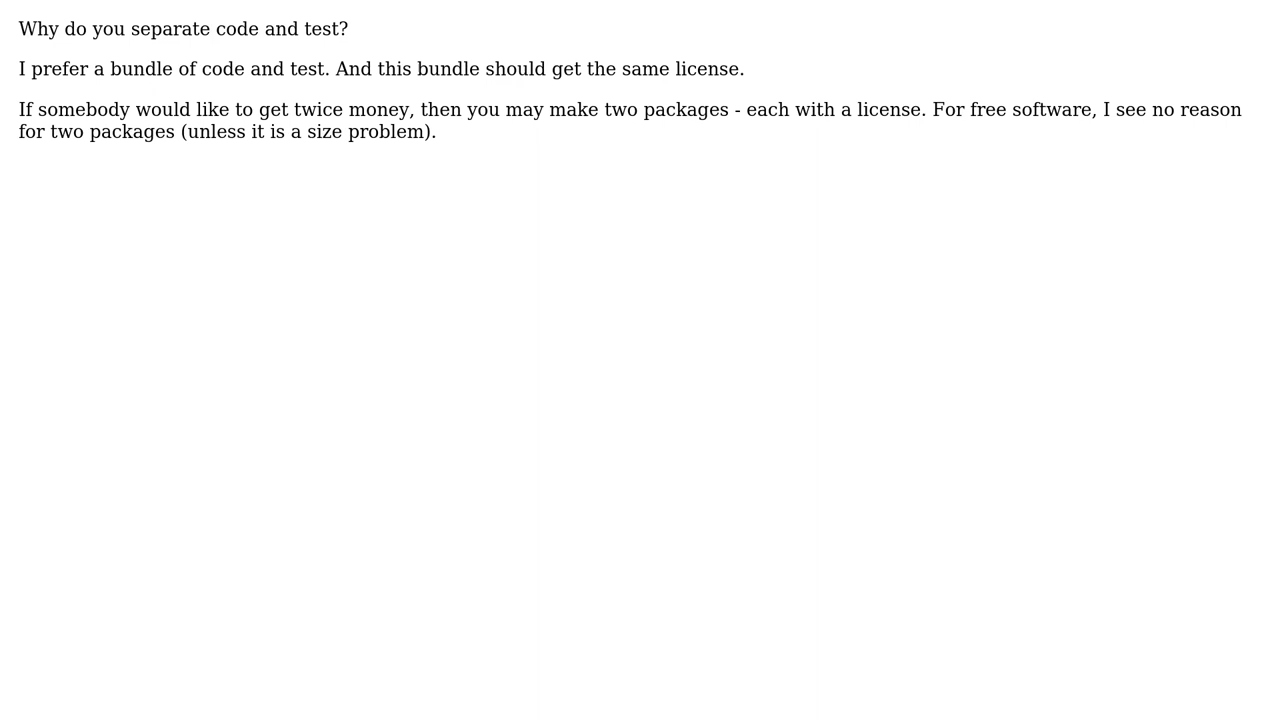 Why do you separate code and test?
I prefer a bundle of code and test. And this bundle should get the same license.
If somebody would like to get twice money, then you may make two packages - each with a license. For free software, I see no reason
for two packages (unless it is a size problem).